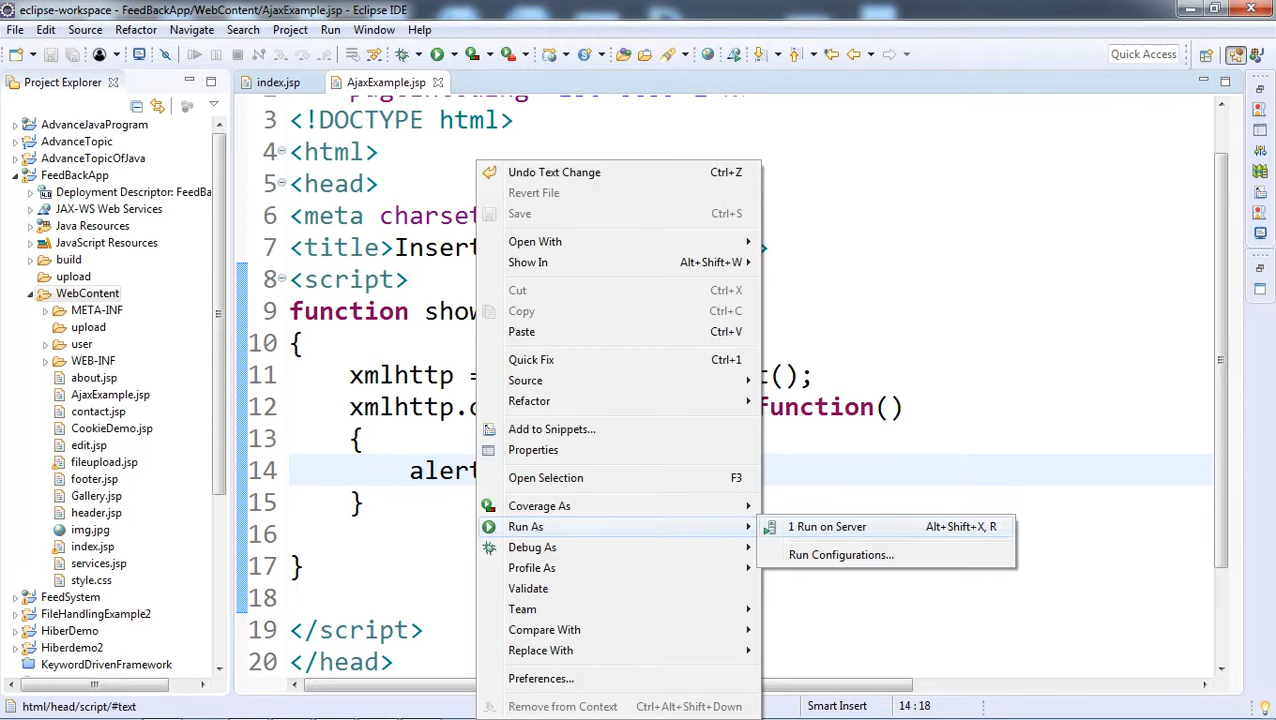 eclipse-workspace - FeedBackApp/WebContent/AjaxExample.jsp - Eclipse IDE
File Edit Source Refactor Navigate Search Project Run Window Help
Quick Access
Project Explorer
index.jsp
AjaxExample.jsp
AdvanceJavaProgram
AdvanceTopic
AdvanceTopicOfJava
FeedBackApp
Deployment Descriptor: FeedBa
JAX-WS Web Services
Java Resources
JavaScript Resources
build
upload
WebContent
META-INF
upload
user
WEB-INF
about.jsp
AjaxExample.jsp
contact.jsp
CookieDemo.jsp
edit.jsp
fileupload.jsp
footer.jsp
Gallery.jsp
header.jsp
img.jpg
index.jsp
services.jsp
style.css
FeedSystem
FileHandlingExample2
HiberDemo
Hiberdemo2
KeywordDrivenFramework
3 <!DOCTYPE html>
4 <html>
5 <head>
6 <meta charset
7 <title>Insert
8 <script>
9 function show
10 {
11 xmlhttp = t();
12 xmlhttp.o function()
13 {
14 alert
15 }
16
17 }
18
19 </script>
20 </head>
Undo Text Change Ctrl+Z
Revert File
Save Ctrl+S
Open With
Show In Alt+Shift+W
Cut Ctrl+X
Copy Ctrl+C
Paste Ctrl+V
Quick Fix Ctrl+1
Source
Refactor
Add to Snippets...
Properties
Open Selection F3
Coverage As
Run As
Debug As
Profile As
Validate
Team
Compare With
Replace With
Preferences...
Remove from Context Ctrl+Alt+Shift+Down
1 Run on Server Alt+Shift+X, R
Run Configurations...
html/head/script/#text
Smart Insert
14 : 18